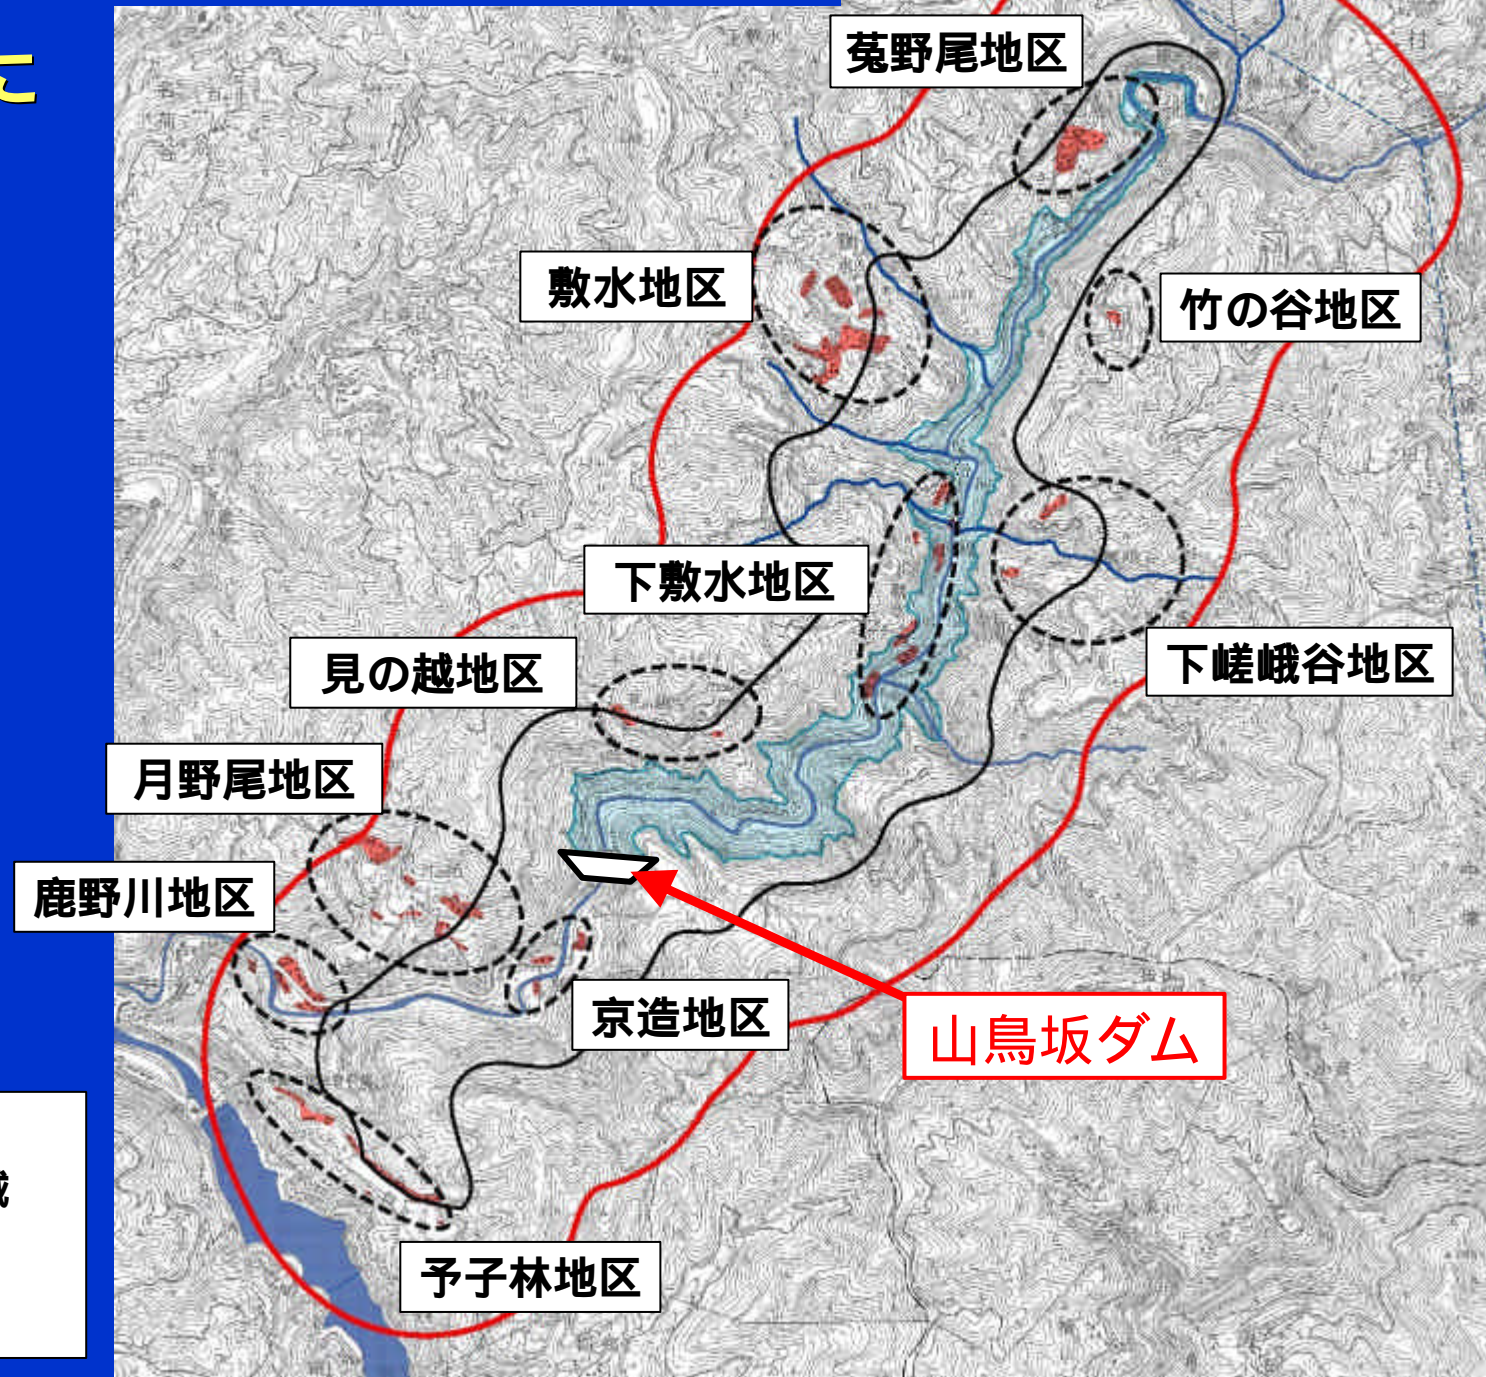 に
菟野尾地区
敷水地区
竹の谷地区
下敷水地区
下嵯峨谷地区
見の越地区
月野尾地区
鹿野川地区
京造地区
山鳥坂ダム
域
予子林地区